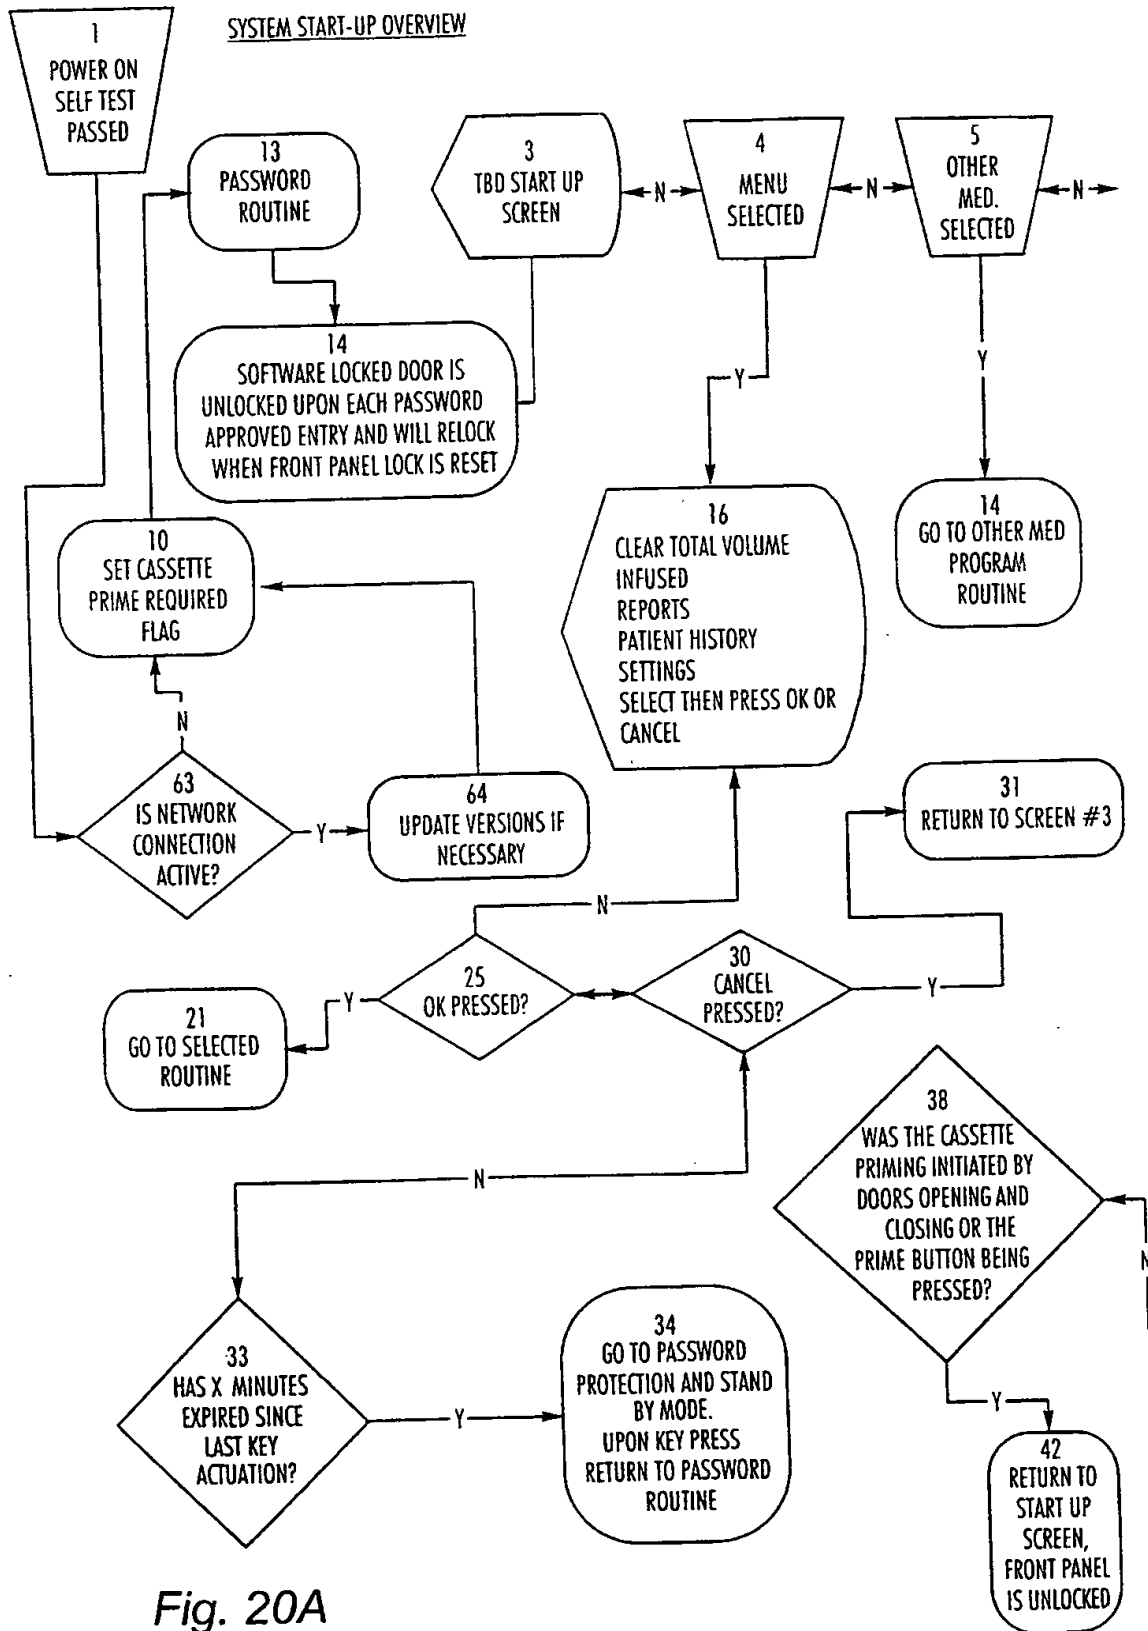 SYSTEM START-UP OVERVIEW
1
POWER ON
SELF TEST
PASSED
13
PASSWORD
ROUTINE
3
TBD START UP
SCREEN
N
4
MENU
SELECTED
N
5
OTHER
MED.
SELECTED
N
14
SOFTWARE LOCKED DOOR IS
UNLOCKED UPON EACH PASSWORD
APPROVED ENTRY AND WILL RELOCK
WHEN FRONT PANEL LOCK IS RESET
Y
Y
10
SET CASSETTE
PRIME REQUIRED
FLAG
16
CLEAR TOTAL VOLUME
INFUSED
REPORTS
PATIENT HISTORY
SETTINGS
SELECT THEN PRESS OK OR
CANCEL
14
GO TO OTHER MED
PROGRAM
ROUTINE
N
63
IS NETWORK
CONNECTION
ACTIVE?
Y
64
UPDATE VERSIONS IF
NECESSARY
31
RETURN TO SCREEN #3
N
25
OK PRESSED?
Y
30
CANCEL
PRESSED?
Y
21
GO TO SELECTED
ROUTINE
N
38
WAS THE CASSETTE
PRIMING INITIATED BY
DOORS OPENING AND
CLOSING OR THE
PRIME BUTTON BEING
PRESSED?
N
33
HAS X MINUTES
EXPIRED SINCE
LAST KEY
ACTUATION?
Y
34
GO TO PASSWORD
PROTECTION AND STAND
BY MODE.
UPON KEY PRESS
RETURN TO PASSWORD
ROUTINE
Y
42
RETURN TO
START UP
SCREEN,
FRONT PANEL
IS UNLOCKED
Fig. 20A